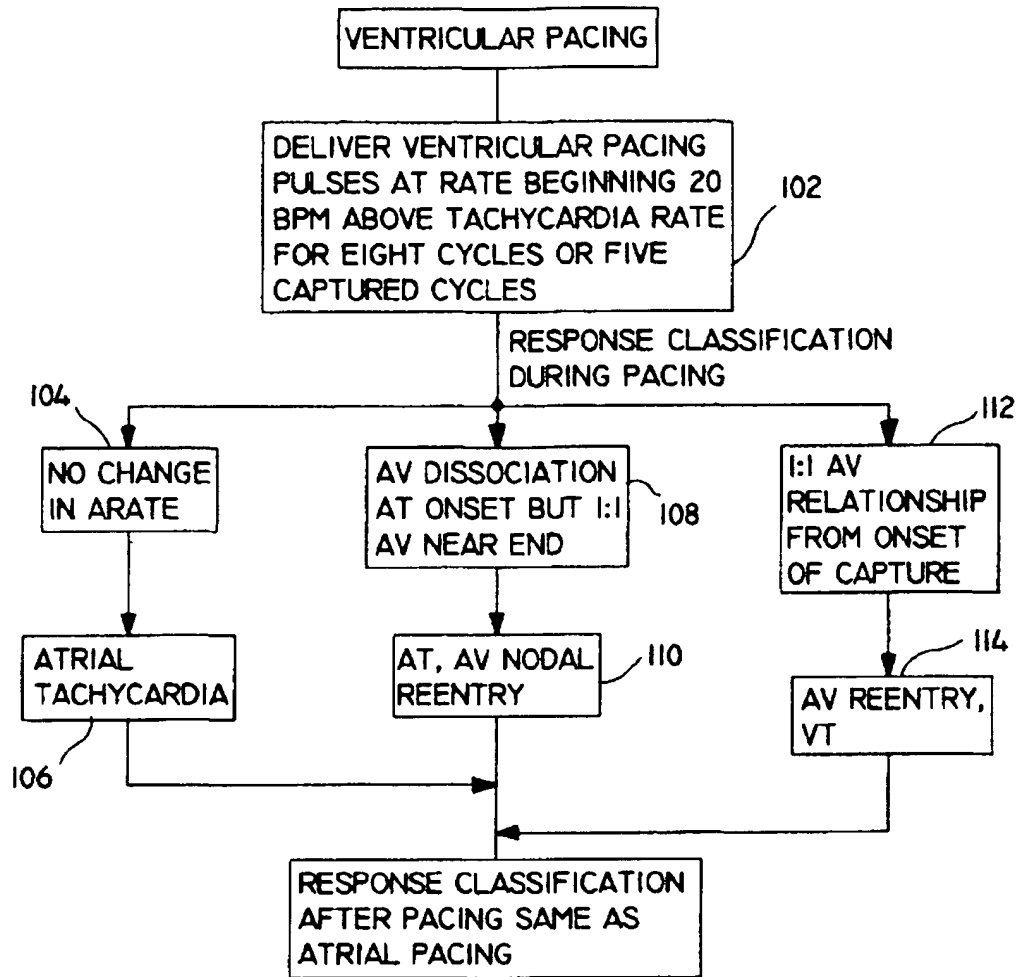 VENTRICULAR PACING
DELIVER VENTRICULAR PACING
PULSES AT RATE BEGINNING 20
BPM ABOVE TACHYCARDIA RATE
FOR EIGHT CYCLES OR FIVE
CAPTURED CYCLES
102
RESPONSE CLASSIFICATION
DURING PACING
104
NO CHANGE
IN ARATE
AV DISSOCIATION
AT ONSET BUT 1:1
AV NEAR END
108
112
1:1 AV
RELATIONSHIP
FROM ONSET
OF CAPTURE
ATRIAL
TACHYCARDIA
106
AT, AV NODAL
REENTRY
110
114
AV REENTRY,
VT
RESPONSE CLASSIFICATION
AFTER PACING SAME AS
ATRIAL PACING